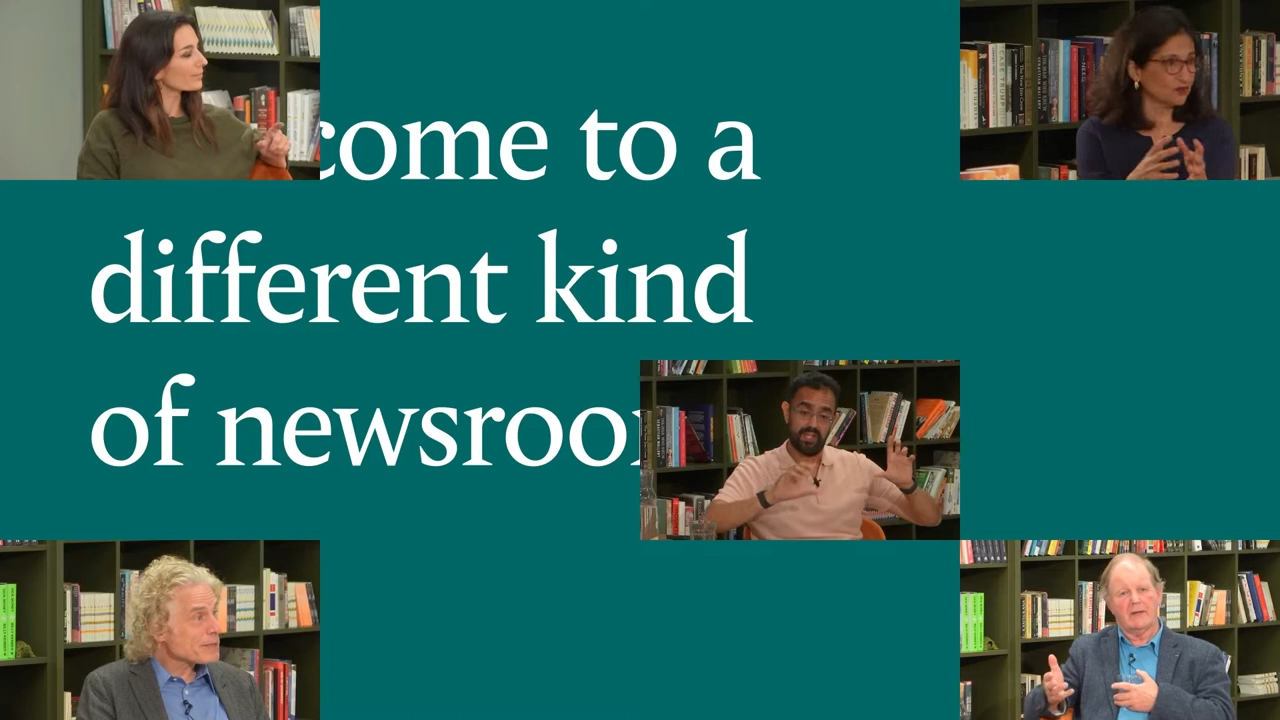 come to a
different kind
of newsroo